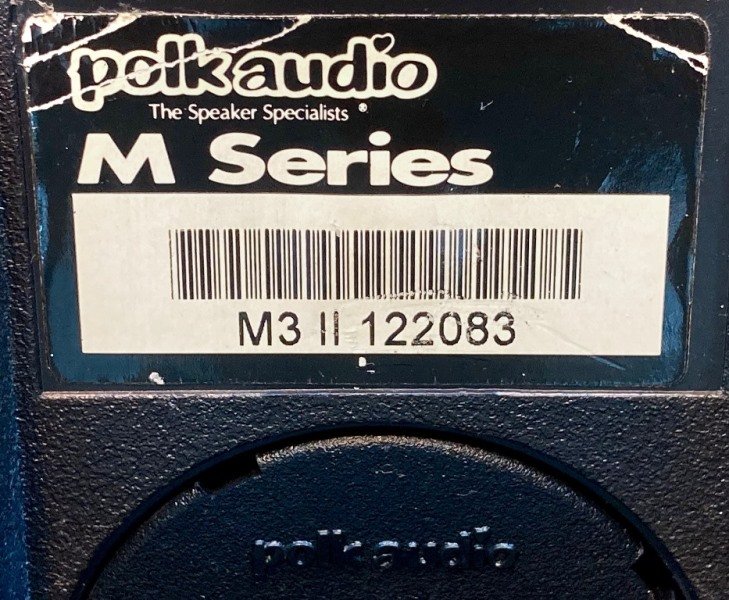 polkaudio
The Speaker Specialists ®
M Series
M3 II 122083
polkaudio